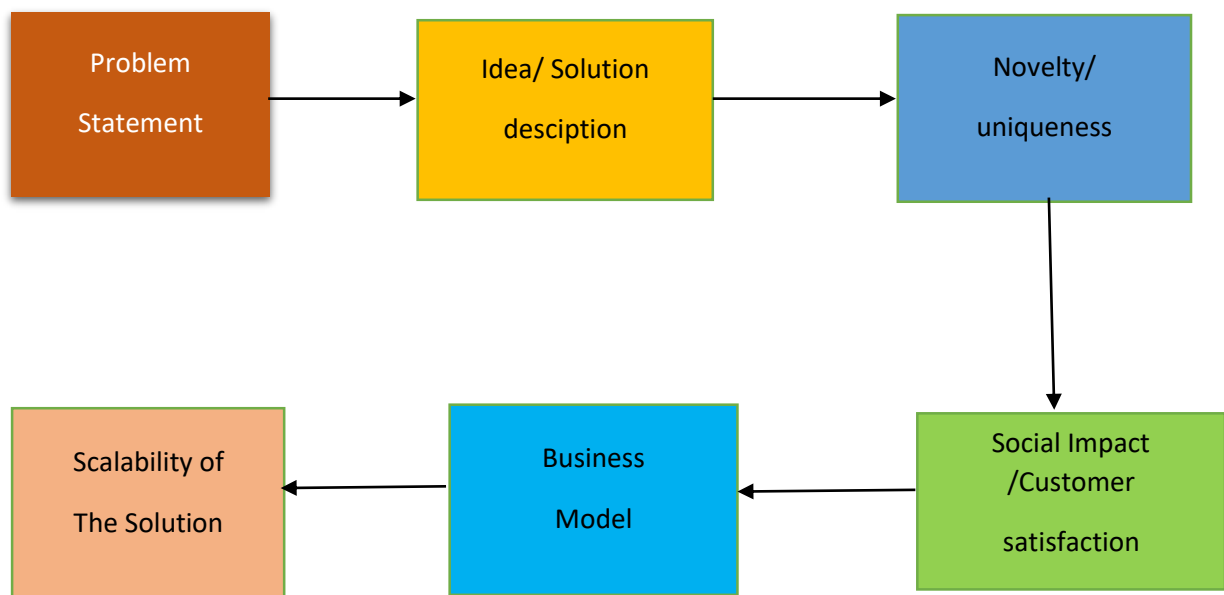 Problem
Statement
Idea/ Solution
desciption
Novelty/
uniqueness
Social Impact
/Customer
satisfaction
Business
Model
Scalability of
The Solution